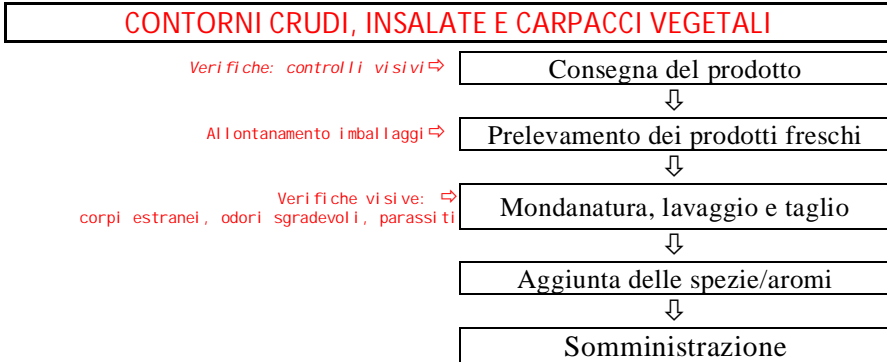 CONTORNI CRUDI, INSALATE E CARPACCI VEGETALI
Verifiche: controlli visivi⇨
Consegna del prodotto
⇩
Allontanamento imballaggi⇨
Prelevamento dei prodotti freschi
⇩
Verifiche visive: ⇨
corpi estranei, odori sgradevoli, parassiti
Mondanatura, lavaggio e taglio
⇩
Aggiunta delle spezie/aromi
⇩
Somministrazione